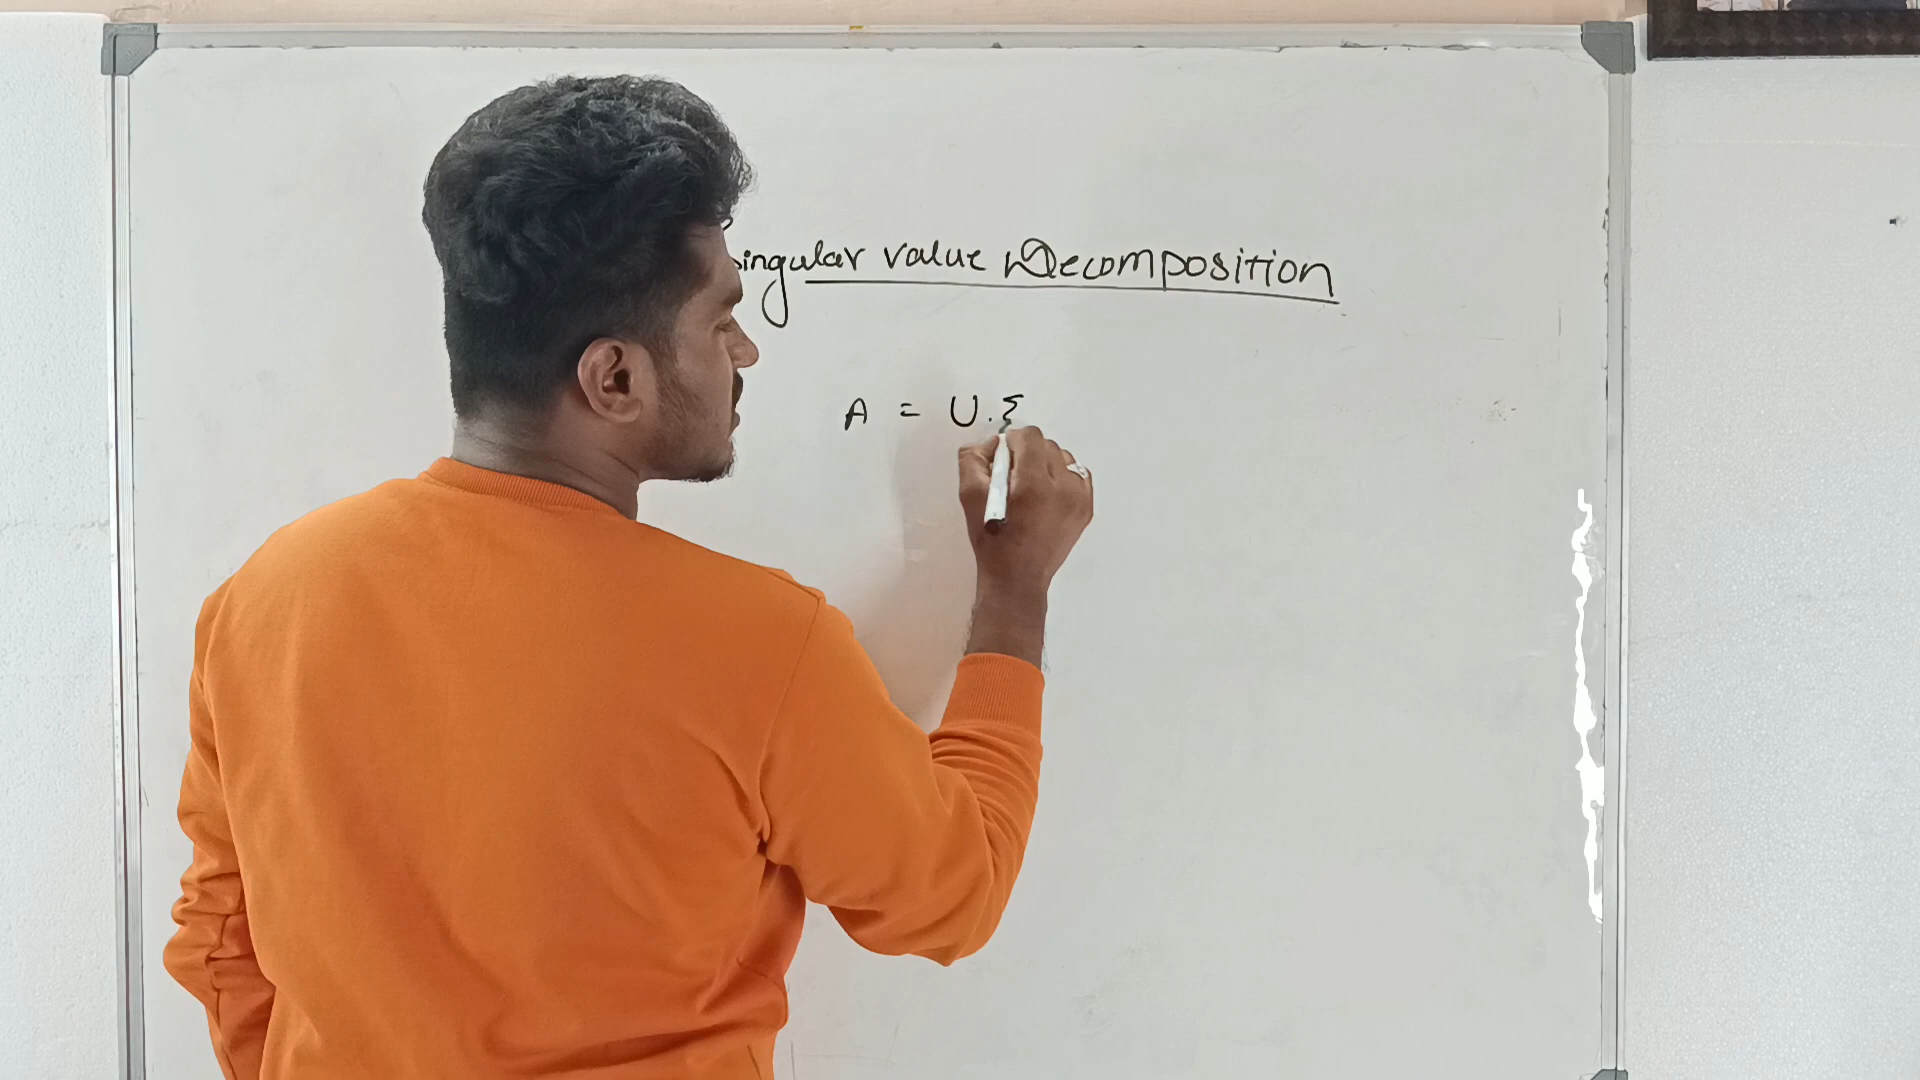 Singular value Decomposition
A = U.Σ